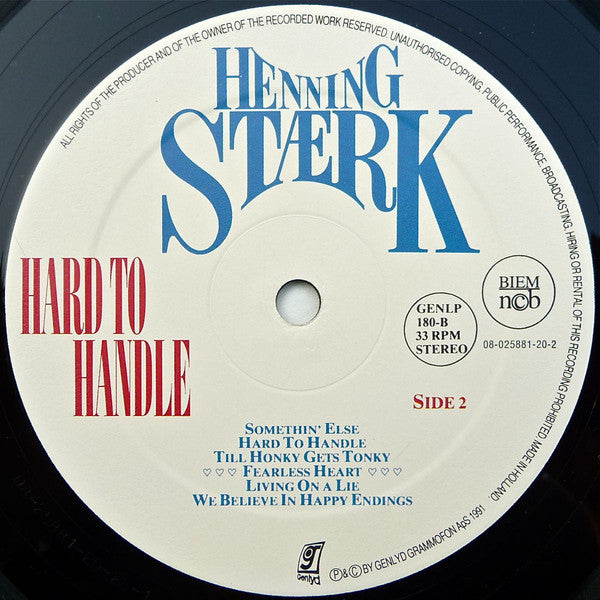 ALL RIGHTS OF THE PRODUCER AND OF THE OWNER OF THE RECORDED WORK RESERVED. UNAUTHORISED COPYING, PUBLIC PERFORMANCE, BROADCASTING, HIRING OR RENTAL OF THIS RECORDING PROHIBITED. MADE IN HOLLAND.
HENNING
STÆRK
HARD TO
HANDLE
GENLP
180-B
33 RPM
STEREO
BIEM
n©b
08-025881-20-2
SIDE 2
SOMETHIN' ELSE
HARD TO HANDLE
TILL HONKY GETS TONKY
♡♡♡ FEARLESS HEART ♡♡♡
LIVING ON A LIE
WE BELIEVE IN HAPPY ENDINGS
Genlyd
℗&© BY GENLYD GRAMMOFON ApS 1991